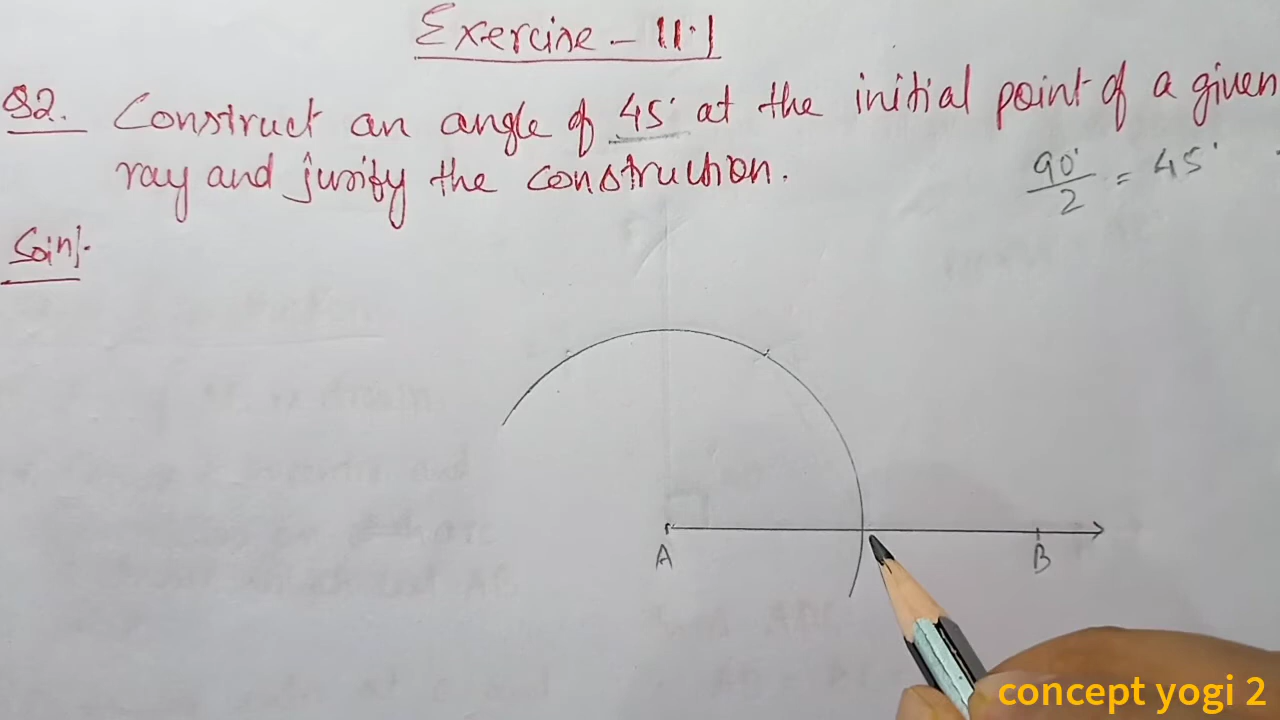 Exercise - 11.1
Q2. Construct an angle of 45° at the initial point of a given
ray and jusify the construction.
90°/2 = 45°
Soln:-
A
B
concept yogi 2